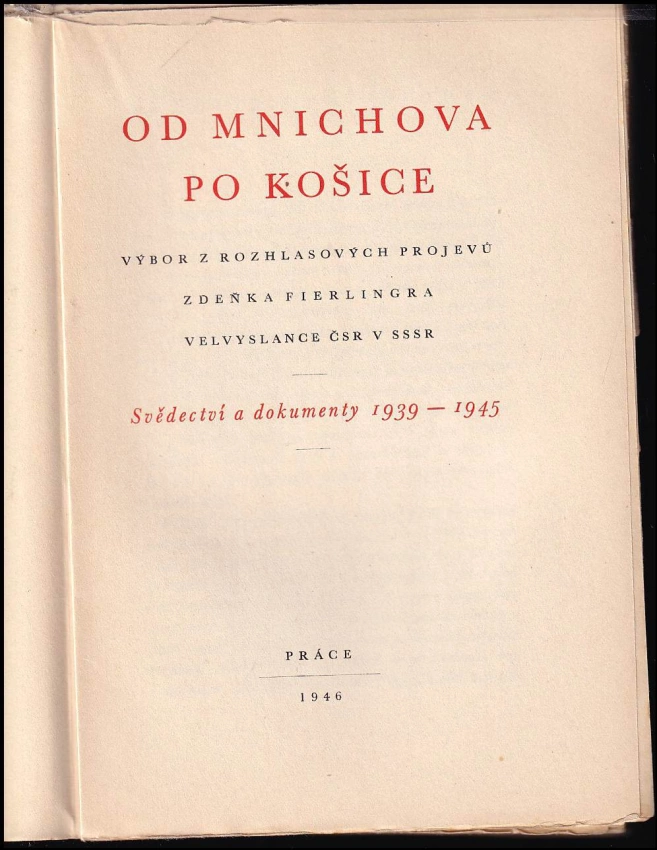 OD MNICHOVA
PO KOŠICE
VÝBOR Z ROZHLASOVÝCH PROJEVŮ
ZDEŇKA FIERLINGRA
VELVYSLANCE ČSR V SSSR
Svědectví a dokumenty 1939 — 1945
PRÁCE
1946